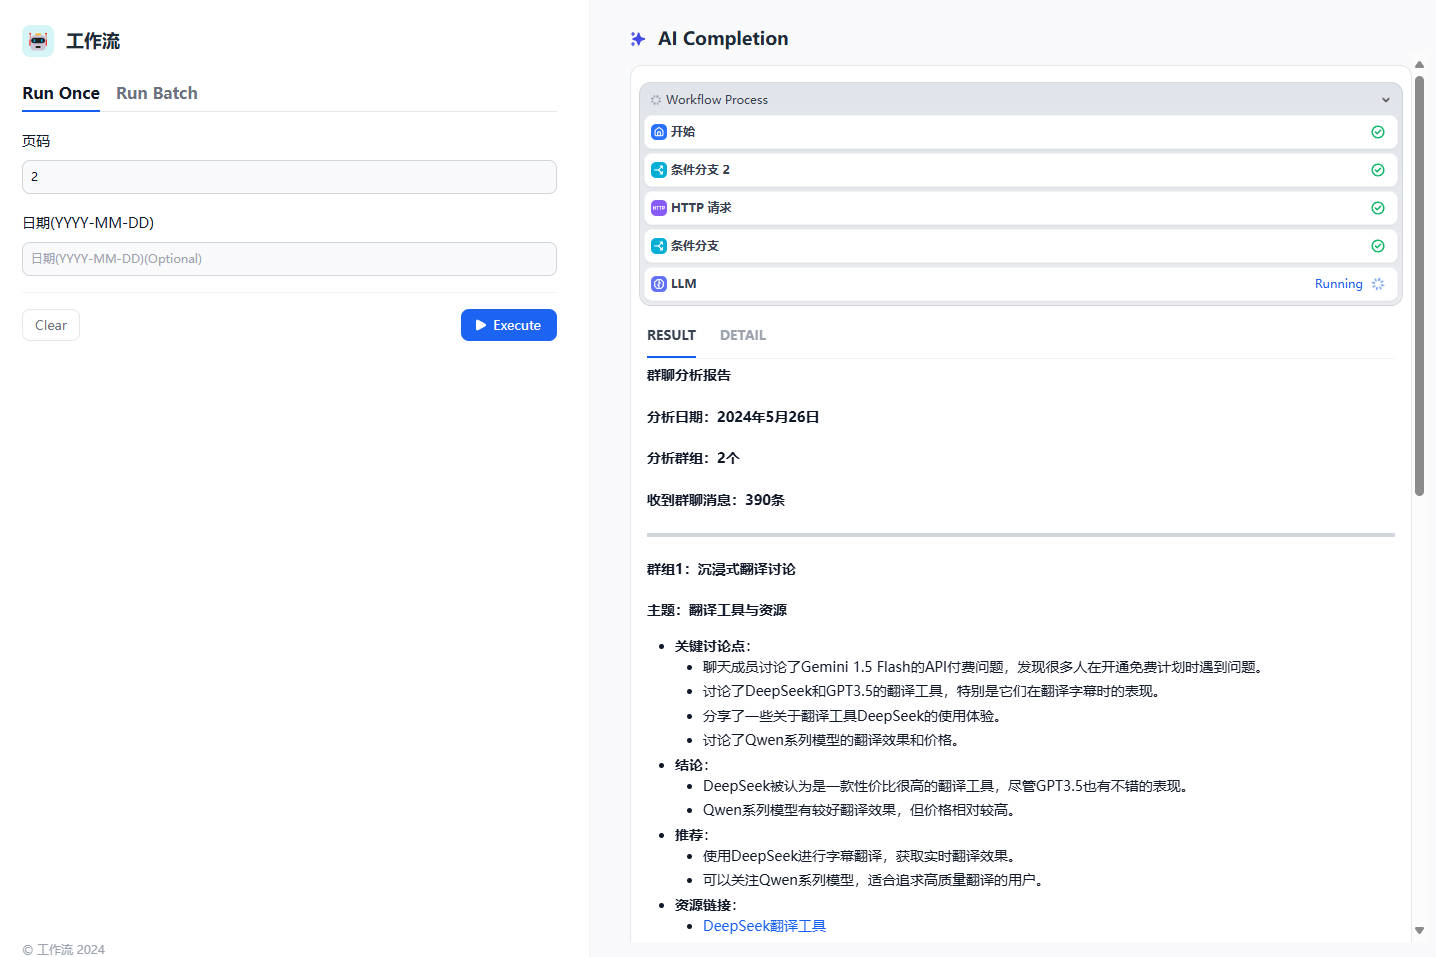 工作流
Run Once Run Batch
页码
2
日期(YYYY-MM-DD)
日期(YYYY-MM-DD)(Optional)
Clear
Execute
© 工作流 2024
AI Completion
Workflow Process
开始
条件分支 2
HTTP HTTP 请求
条件分支
LLM Running
RESULT DETAIL
群聊分析报告
分析日期：2024年5月26日
分析群组：2个
收到群聊消息：390条
群组1：沉浸式翻译讨论
主题：翻译工具与资源
• 关键讨论点：
• 聊天成员讨论了Gemini 1.5 Flash的API付费问题，发现很多人在开通免费计划时遇到问题。
• 讨论了DeepSeek和GPT3.5的翻译工具，特别是它们在翻译字幕时的表现。
• 分享了一些关于翻译工具DeepSeek的使用体验。
• 讨论了Qwen系列模型的翻译效果和价格。
• 结论：
• DeepSeek被认为是一款性价比很高的翻译工具，尽管GPT3.5也有不错的表现。
• Qwen系列模型有较好翻译效果，但价格相对较高。
• 推荐：
• 使用DeepSeek进行字幕翻译，获取实时翻译效果。
• 可以关注Qwen系列模型，适合追求高质量翻译的用户。
• 资源链接：
• DeepSeek翻译工具